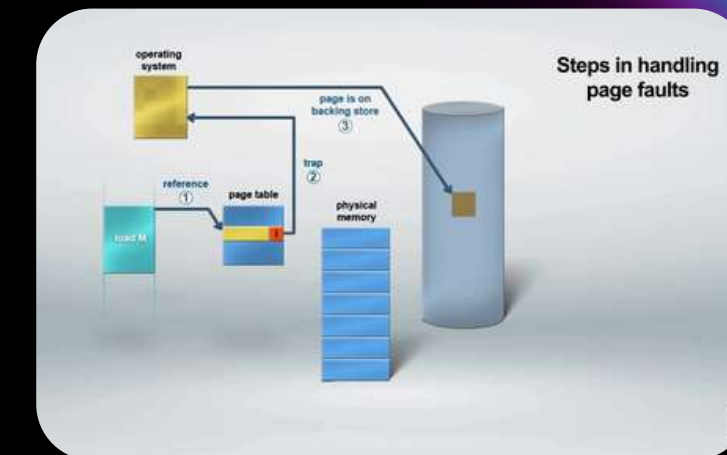 Steps in handling
page faults
operating
system
page is on
backing store
③
trap
②
reference
①
page table
load M
i
physical
memory